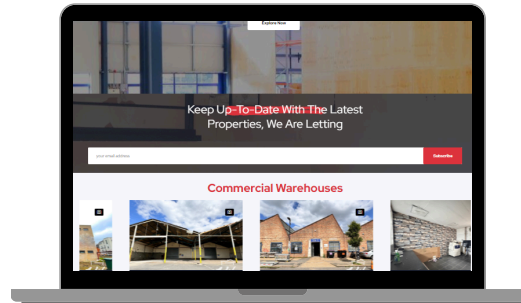 Explore Now
Keep Up-To-Date With The Latest
Properties, We Are Letting
your email address
Subscribe
Commercial Warehouses